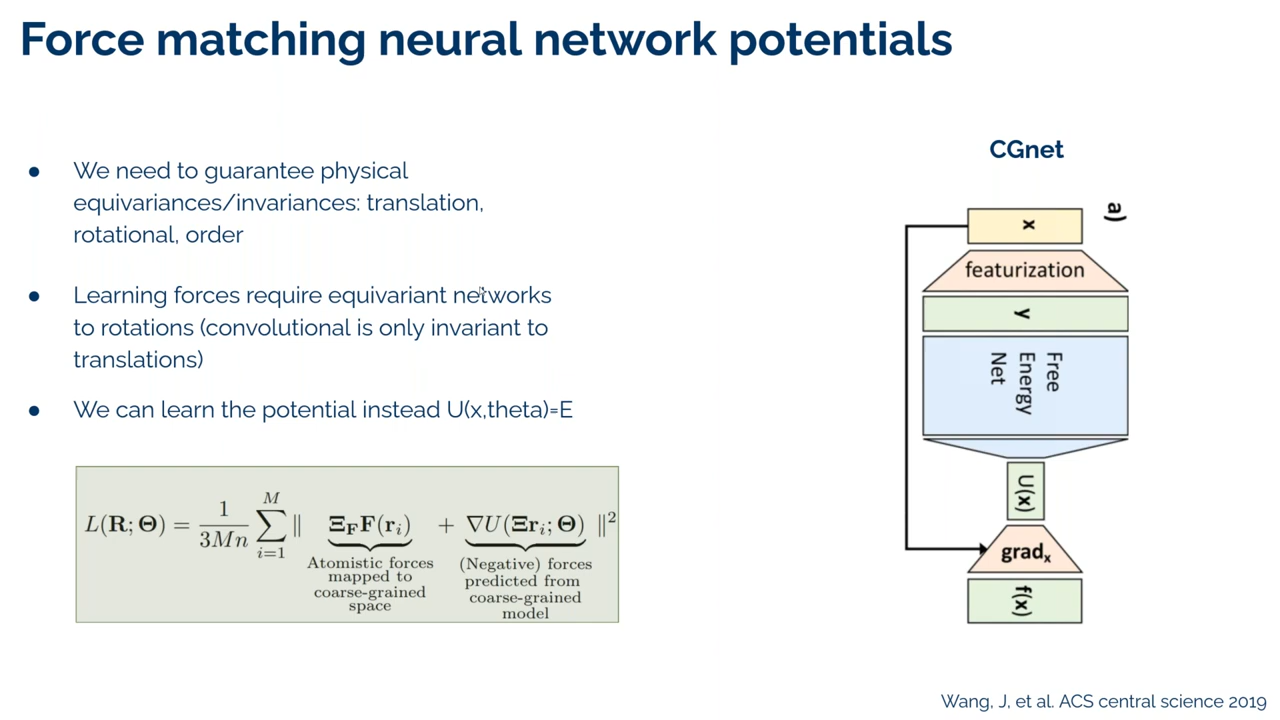 Force matching neural network potentials
● We need to guarantee physical
equivariances/invariances: translation,
rotational, order
● Learning forces require equivariant networks
to rotations (convolutional is only invariant to
translations)
● We can learn the potential instead U(x,theta)=E
L(R; Θ) = 1/3Mn ∑_{i=1}^{M} ‖ Ξ_F F(r_i) + ∇U(Ξr_i; Θ) ‖²
Atomistic forces
mapped to
coarse-grained
space
(Negative) forces
predicted from
coarse-grained
model
CGnet
a)
x
featurization
y
Free
Energy
Net
U(x)
grad_x
f(x)
Wang, J, et al. ACS central science 2019